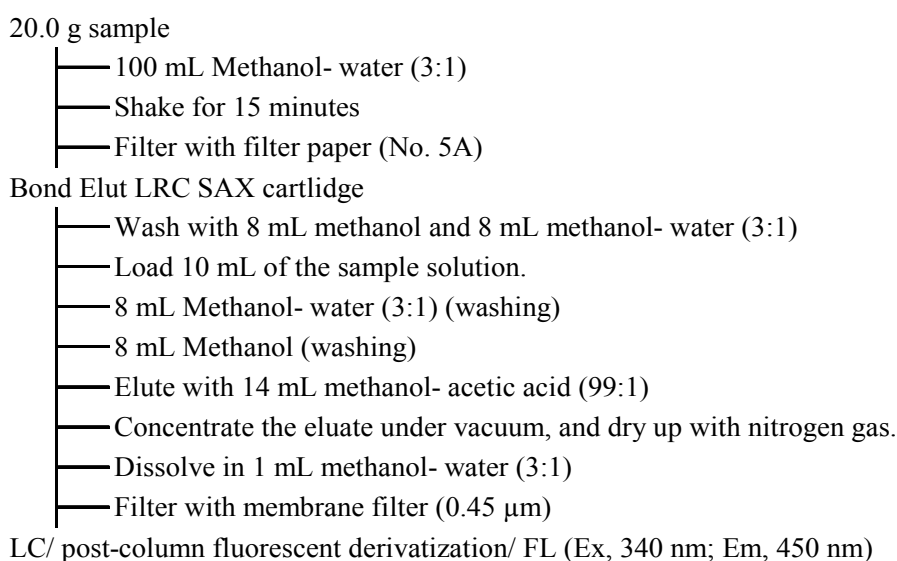 20.0 g sample
100 mL Methanol- water (3:1)
Shake for 15 minutes
Filter with filter paper (No. 5A)
Bond Elut LRC SAX cartlidge
Wash with 8 mL methanol and 8 mL methanol- water (3:1)
Load 10 mL of the sample solution.
8 mL Methanol- water (3:1) (washing)
8 mL Methanol (washing)
Elute with 14 mL methanol- acetic acid (99:1)
Concentrate the eluate under vacuum, and dry up with nitrogen gas.
Dissolve in 1 mL methanol- water (3:1)
Filter with membrane filter (0.45 μm)
LC/ post-column fluorescent derivatization/ FL (Ex, 340 nm; Em, 450 nm)